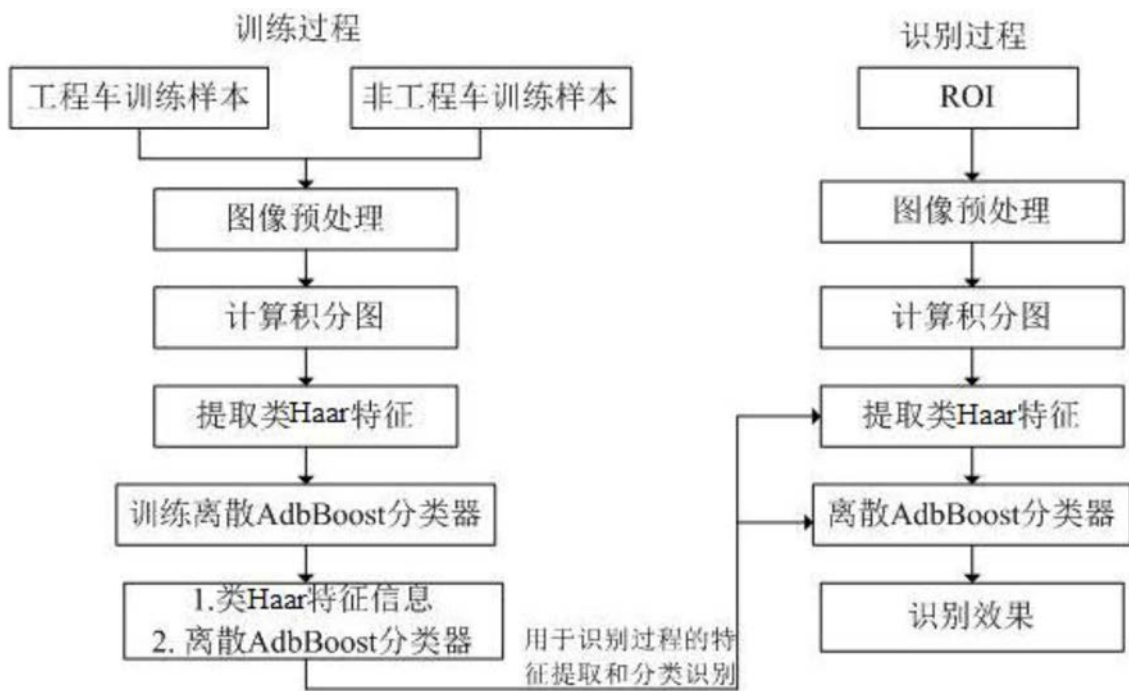 训练过程
工程车训练样本
非工程车训练样本
图像预处理
计算积分图
提取类Haar特征
训练离散AdbBoost分类器
1.类Haar特征信息
2. 离散AdbBoost分类器
用于识别过程的特
征提取和分类识别
识别过程
ROI
图像预处理
计算积分图
提取类Haar特征
离散AdbBoost分类器
识别效果